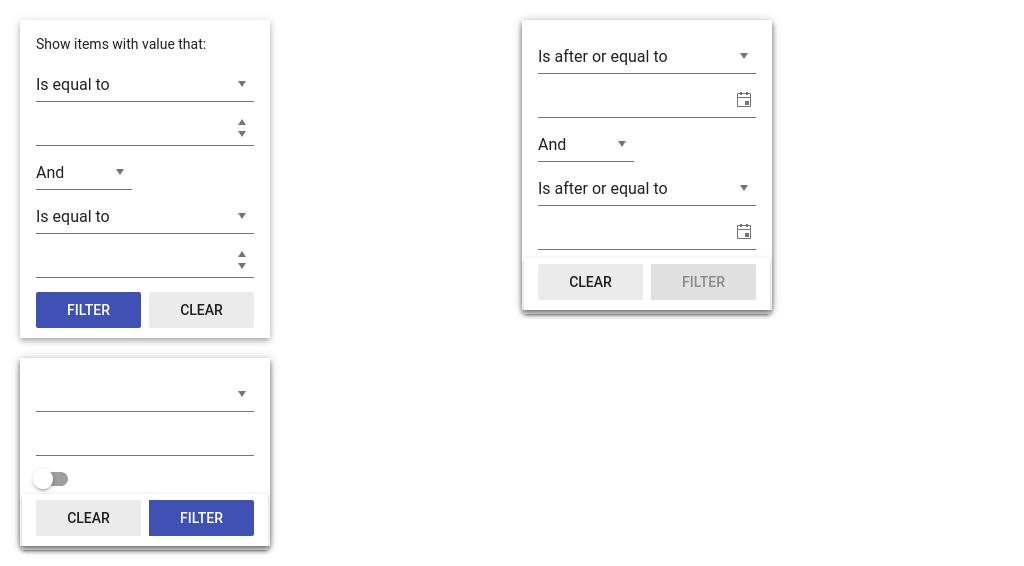 Show items with value that:
Is equal to
And
Is equal to
FILTER CLEAR
CLEAR FILTER
Is after or equal to
And
Is after or equal to
CLEAR FILTER